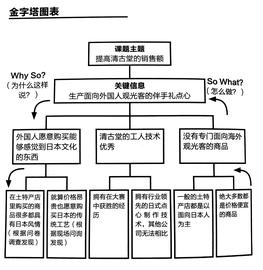 金字塔图表
课题主题
提高清古堂的销售额
Why So?
(为什么这样
说？)
So What?
(怎么做？)
关键信息
生产面向外国人观光客的伴手礼点心
外国人愿意购买能
够感觉到日本文化
的东西
清古堂的工人技术
优秀
没有专门面向海外
观光客的商品
在土特产店
里购买的商
品很多都具
有日本风情
(根据问卷
调查发现)
就算价格昂
贵也愿意购
买日本的传
统工艺(根
据现场问询
发现)
拥有在大赛
中获胜的经
历
拥有行业领
先的日式点
心制作技
术，其他公
司无法相比
一般的土特
产店都是以
面向日本人
为主
绝大多数都
是价格便宜
的商品